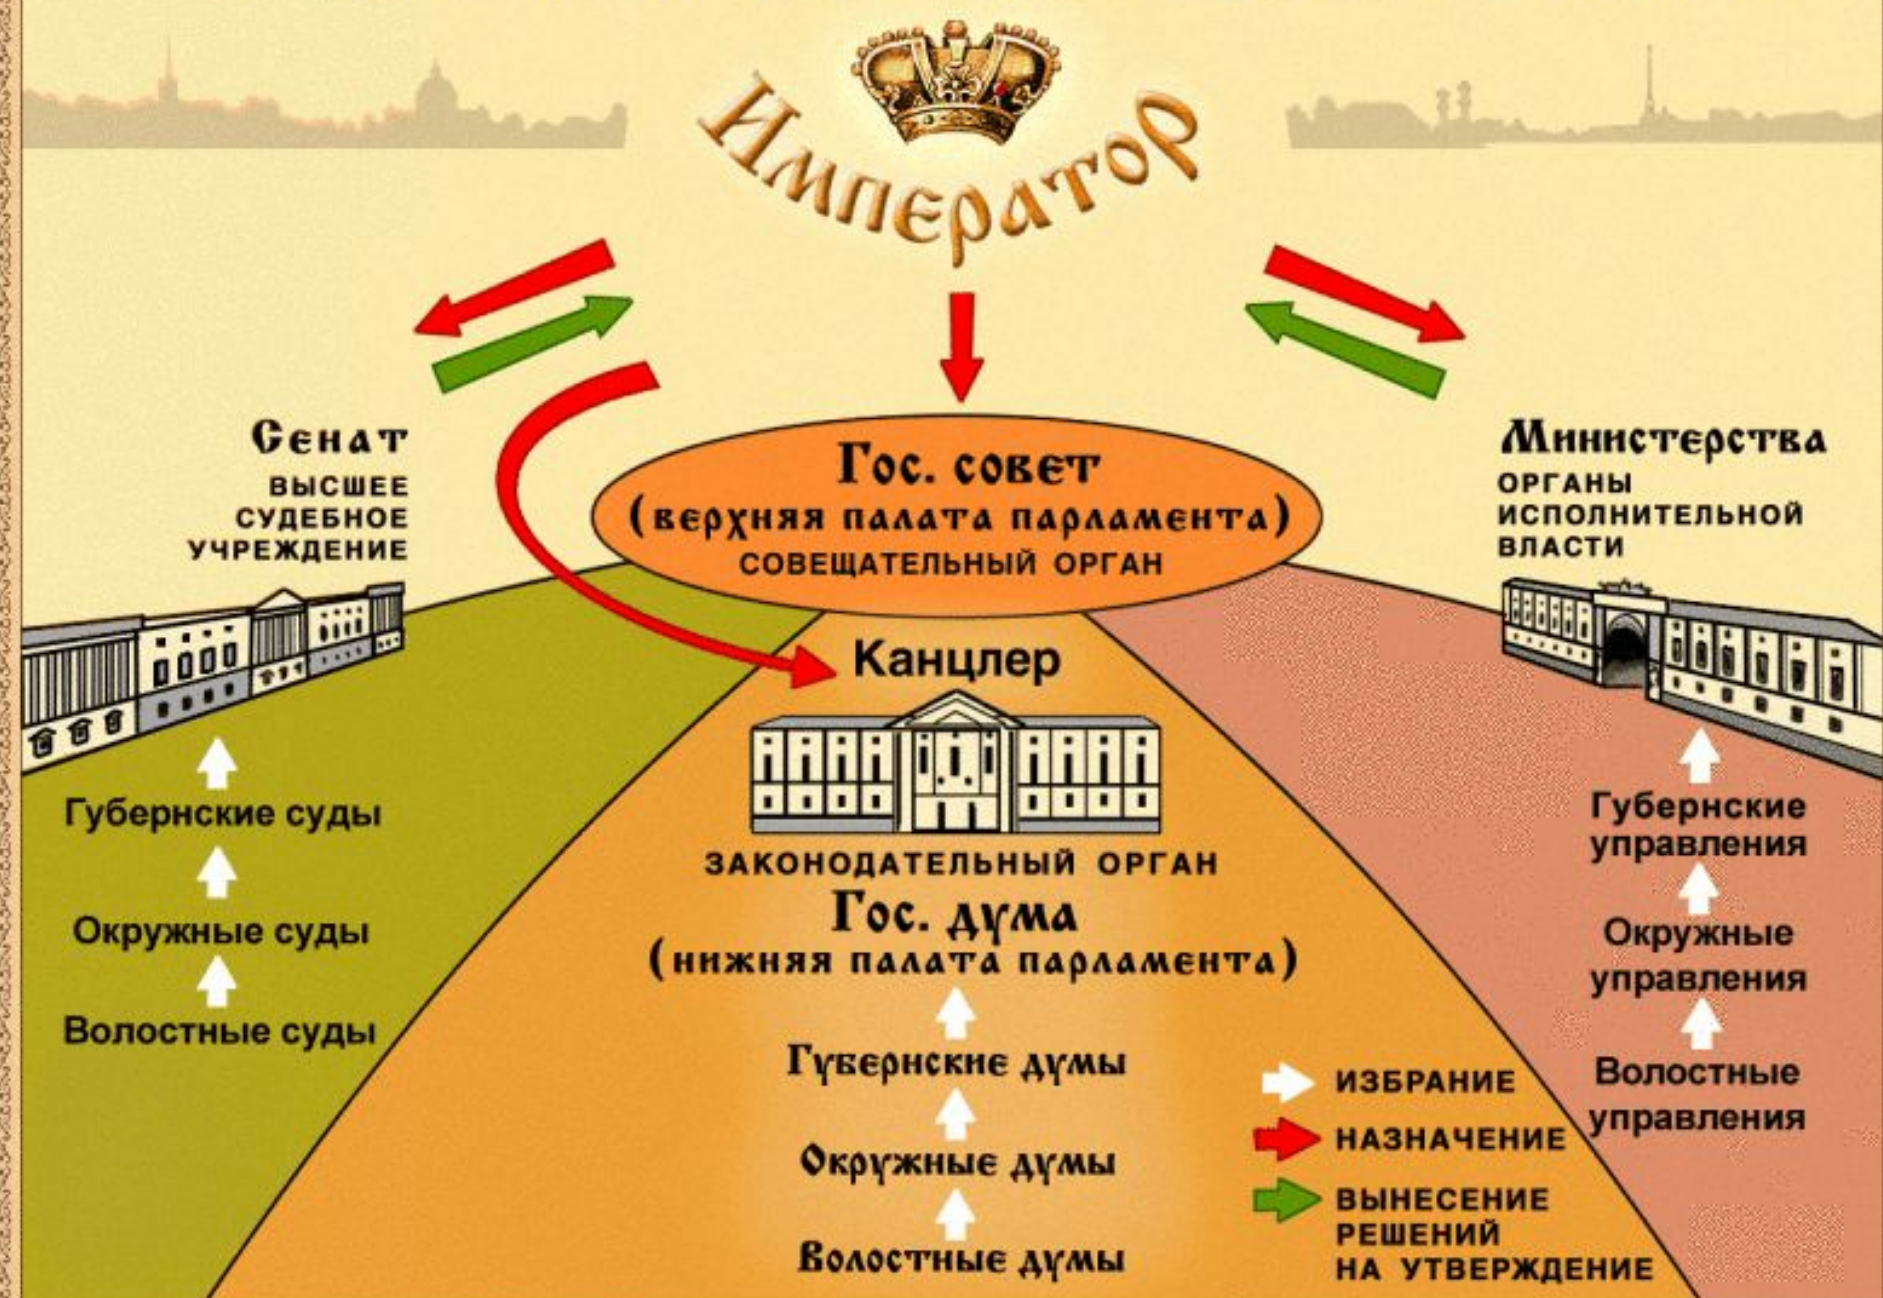 Император
Сенат
ВЫСШЕЕ
СУДЕБНОЕ
УЧРЕЖДЕНИЕ
Гос. совет
(верхняя палата парламента)
СОВЕЩАТЕЛЬНЫЙ ОРГАН
Министерства
ОРГАНЫ
ИСПОЛНИТЕЛЬНОЙ
ВЛАСТИ
Канцлер
ЗАКОНОДАТЕЛЬНЫЙ ОРГАН
Гос. дума
(нижняя палата парламента)
Губернские думы
Окружные думы
Волостные думы
Губернские суды
Окружные суды
Волостные суды
Губернские
управления
Окружные
управления
Волостные
управления
ИЗБРАНИЕ
НАЗНАЧЕНИЕ
ВЫНЕСЕНИЕ
РЕШЕНИЙ
НА УТВЕРЖДЕНИЕ